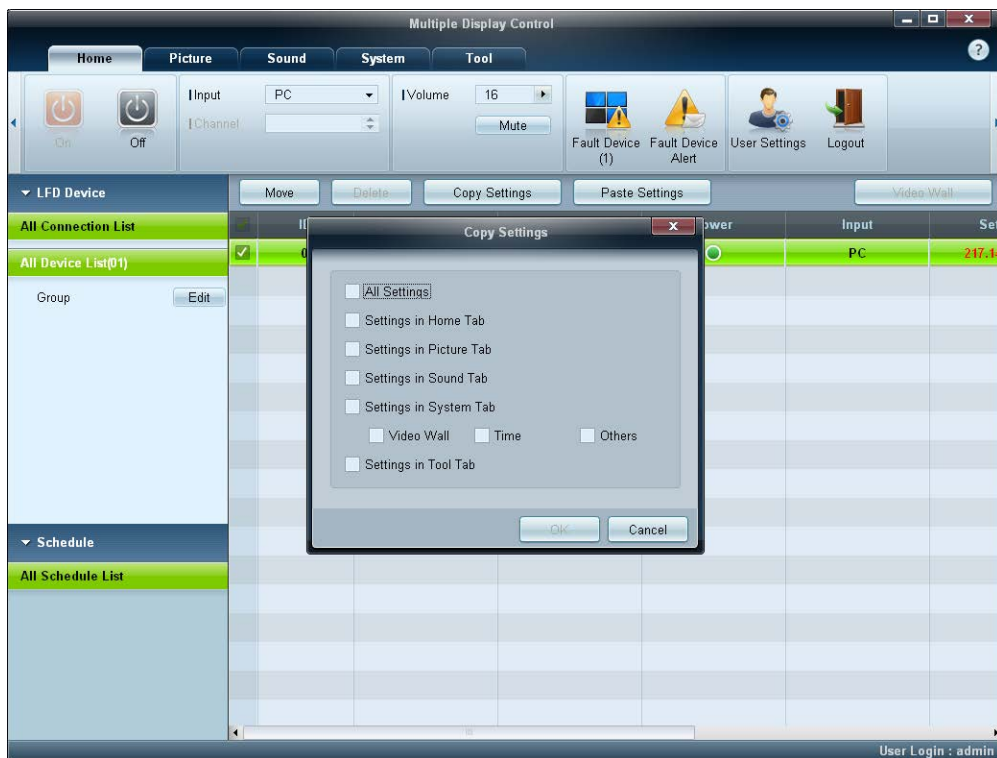 Multiple Display Control
Home Picture Sound System Tool
Input PC Volume 16
On Off Channel Mute
Fault Device (1) Fault Device Alert User Settings Logout
LFD Device Move Delete Copy Settings Paste Settings Video Wall
All Connection List
Input
All Device List(01)
PC
Group Edit
Copy Settings
All Settings
Settings in Home Tab
Settings in Picture Tab
Settings in Sound Tab
Settings in System Tab
Video Wall Time Others
Settings in Tool Tab
OK Cancel
Schedule
All Schedule List
User Login : admin